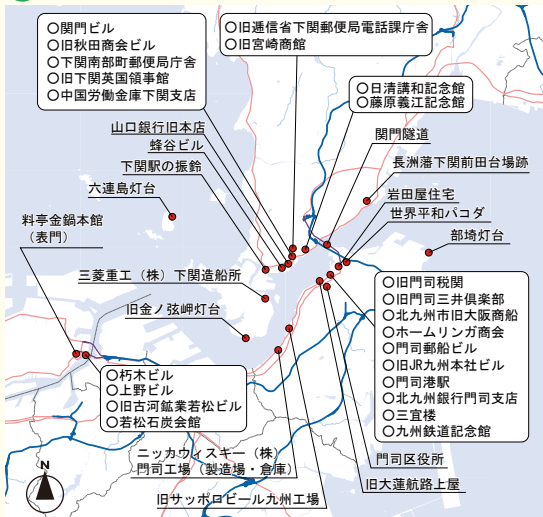 ○関門ビル
○旧秋田商会ビル
○下関南部町郵便局庁舎
○旧下関英国領事館
○中国労働金庫下関支店
○旧逓信省下関郵便局電話課庁舎
○旧宮崎商館
○日清講和記念館
○藤原義江記念館
山口銀行旧本店
蜂谷ビル
下関駅の振鈴
六連島灯台
料亭金鍋本館
（表門）
関門隧道
長洲藩下関前田台場跡
岩田屋住宅
世界平和パコダ
部埼灯台
三菱重工（株）下関造船所
旧金ノ弦岬灯台
○旧門司税関
○旧門司三井倶楽部
○北九州市旧大阪商船
○ホームリンガ商会
○門司郵船ビル
○旧JR九州本社ビル
○門司港駅
○北九州銀行門司支店
○三宜楼
○九州鉄道記念館
○朽木ビル
○上野ビル
○旧古河鉱業若松ビル
○若松石炭会館
ニッカウィスキー（株）
門司工場（製造場・倉庫）
門司区役所
旧大蓮航路上屋
旧サッポロビール九州工場
N